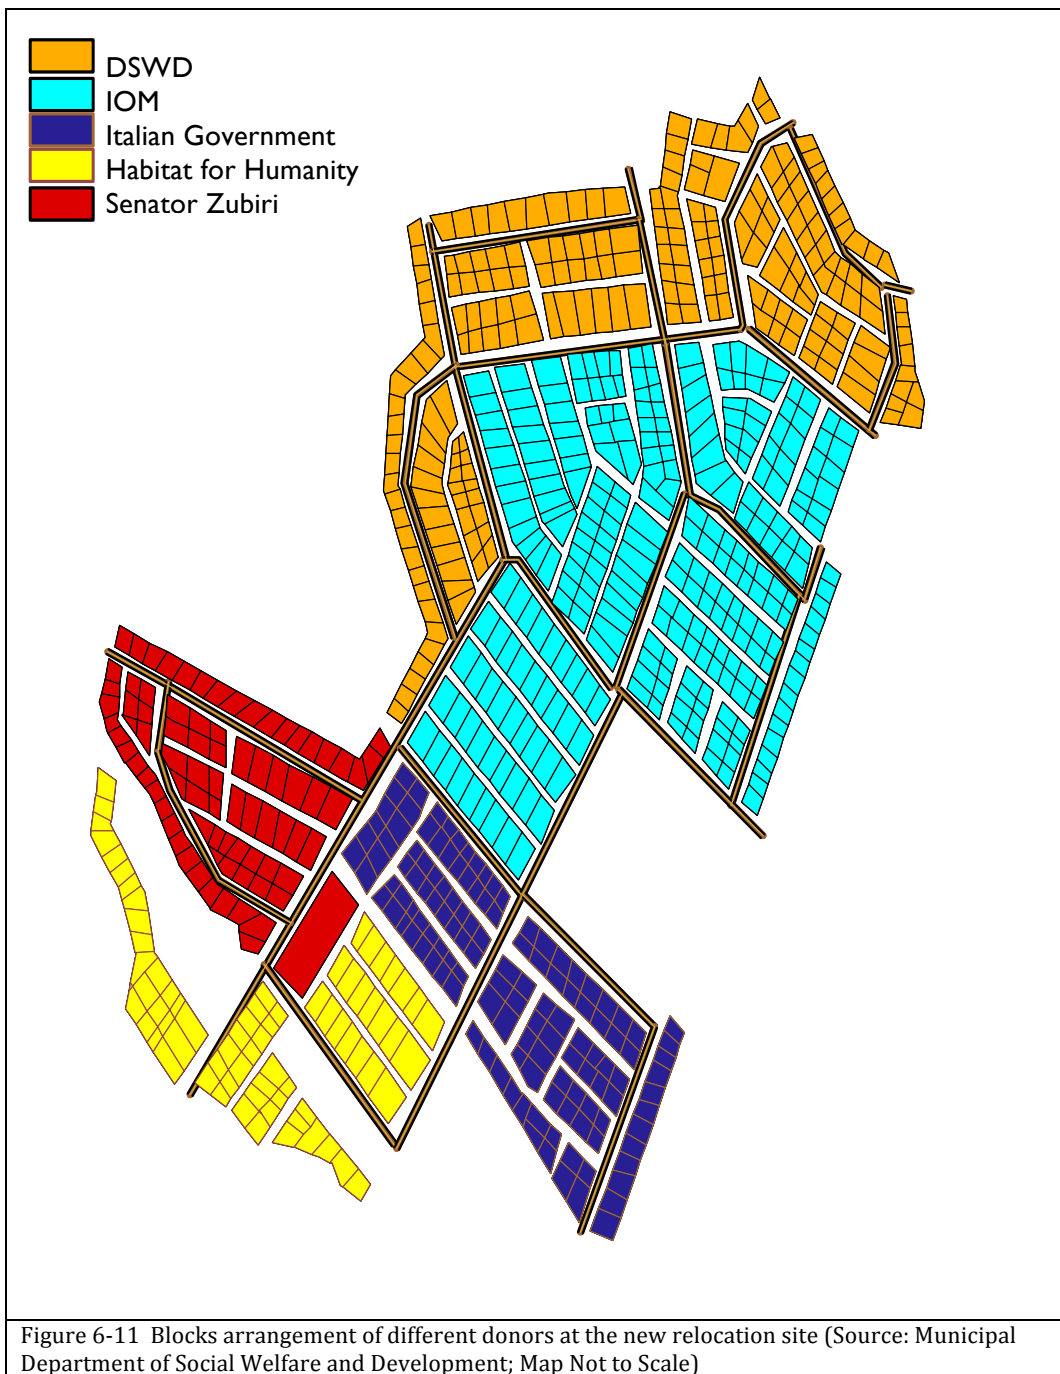 DSWD
IOM
Italian Government
Habitat for Humanity
Senator Zubiri
Figure 6-11 Blocks arrangement of different donors at the new relocation site (Source: Municipal
Department of Social Welfare and Development; Map Not to Scale)